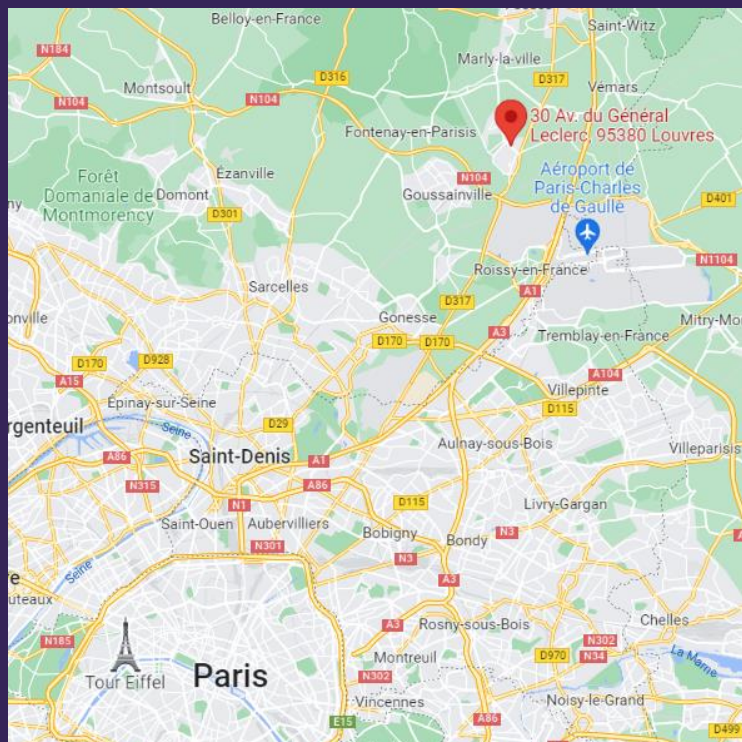 Belloy-en-France
Saint-Witz
N184
Marly-la-ville
D316
D317
Vémars
Montsoult
N104
N104
30 Av. du Général
Leclerc, 95380 Louvres
Fontenay-en-Parisis
Aéroport de
Paris-Charles
de Gaulle
Forêt
Domaniale de
Montmorency
Ézanville
Domont
N104
Goussainville
D401
D301
Roissy-en-France
N1104
Sarcelles
A1
D317
Gonesse
Mitry-Mo
onville
A3
Tremblay-en-France
D170
D170
D928
D170
A15
A104
Villepinte
Épinay-sur-Seine
D115
rgenteuil
Seine
D29
Aulnay-sous-Bois
Villeparisis
A86
Saint-Denis
A1
N315
A86
N1
D115
Livry-Gargan
Saint-Ouen
Aubervilliers
Bobigny
N3
N301
Bondy
N3
Seine
A3
uteaux
Chelles
A3
Rosny-sous-Bois
N185
N302
D970
N34
La Marne
Montreuil
Tour Eiffel
Paris
N302
Vincennes
Noisy-le-Grand
E15
A86
D499